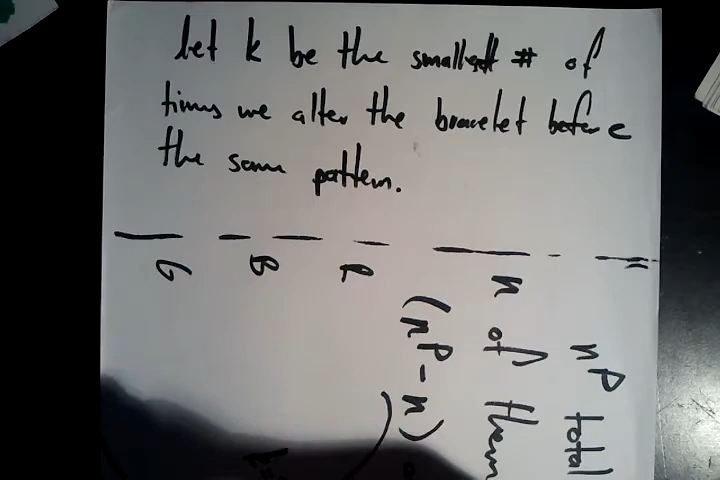 let k be the smallest # of
times we alter the bracelet before
the same pattern.
n^p total
n of them
(n^p - n)
R
B
G